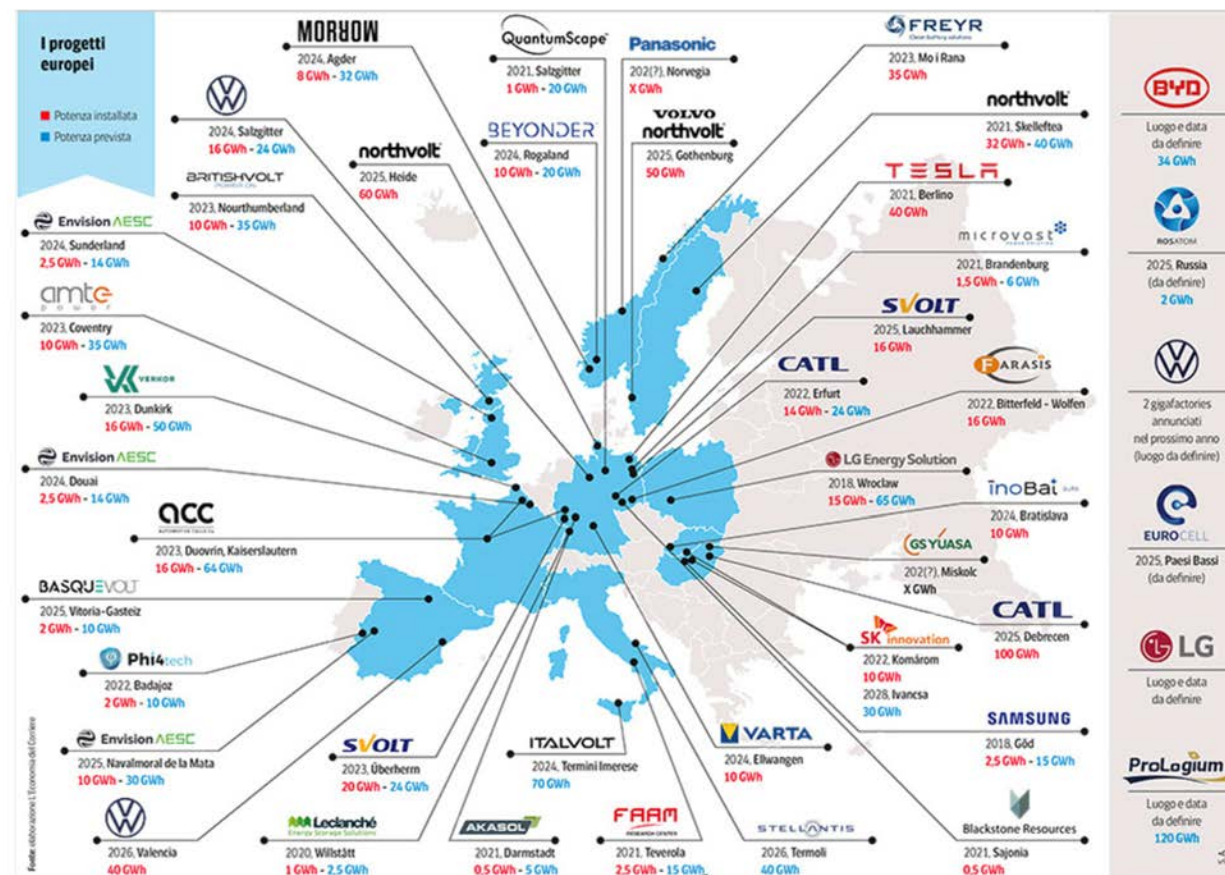 I progetti
europei
Potenza installata
Potenza prevista
MORROW
2024, Agder
8 GWh - 32 GWh
QuantumScape
2021, Salzgitter
1 GWh - 20 GWh
Panasonic
202(?), Norvegia
X GWh
FREYR
2023, Mo i Rana
35 GWh
2024, Salzgitter
16 GWh - 24 GWh
northvolt
2025, Heide
60 GWh
BEYONDER
2024, Rogaland
10 GWh - 20 GWh
VOLVO
northvolt
2025, Gothenburg
50 GWh
northvolt
2021, Skelleftea
32 GWh - 40 GWh
BRITISHVOLT
2023, Nourthumberland
10 GWh - 35 GWh
TESLA
2021, Berlino
40 GWh
Envision AESC
2024, Sunderland
2,5 GWh - 14 GWh
microvast
2021, Brandenburg
1,5 GWh - 6 GWh
amte
power
2023, Coventry
10 GWh - 35 GWh
SVOLT
2025, Lauchhammer
16 GWh
VERKOR
2023, Dunkirk
16 GWh - 50 GWh
CATL
2022, Erfurt
14 GWh - 24 GWh
FARASIS
2022, Bitterfeld - Wolfen
16 GWh
Envision AESC
2024, Douai
2,5 GWh - 14 GWh
LG Energy Solution
2018, Wroclaw
15 GWh - 65 GWh
acc
2023, Duovrin, Kaiserslautern
16 GWh - 64 GWh
InoBat
2024, Bratislava
10 GWh
GS YUASA
202(?), Miskolc
X GWh
BASQUEVOLT
2025, Vitoria-Gasteiz
2 GWh - 10 GWh
CATL
2025, Debrecen
100 GWh
Phi4tech
2022, Badajoz
2 GWh - 10 GWh
SK innovation
2022, Komárom
10 GWh
2028, Ivancsa
30 GWh
Envision AESC
2025, Navalmoral de la Mata
10 GWh - 30 GWh
SVOLT
2023, Überherrn
20 GWh - 24 GWh
ITALVOLT
2024, Termini Imerese
70 GWh
VARTA
2024, Ellwangen
10 GWh
SAMSUNG
2018, Göd
2,5 GWh - 15 GWh
2026, Valencia
40 GWh
Leclanché
Energy Storage Solutions
2020, Willstätt
1 GWh - 2,5 GWh
AKASOL
2021, Darmstadt
0,5 GWh - 5 GWh
FAAM
RESEARCH CENTER
2021, Teverola
2,5 GWh - 15 GWh
STELLANTIS
2026, Termoli
40 GWh
Blackstone Resources
2021, Sajonia
0,5 GWh
BYD
Luogo e data
da definire
34 GWh
ROSATOM
2025, Russia
(da definire)
2 GWh
2 gigafactories
annunciati
nel prossimo anno
(luogo da definire)
EUROCELL
2025, Paesi Bassi
(da definire)
LG
Luogo e data
da definire
ProLogium
Luogo e data
da definire
120 GWh
Fonte: elaborazione L'Economia del Corriere